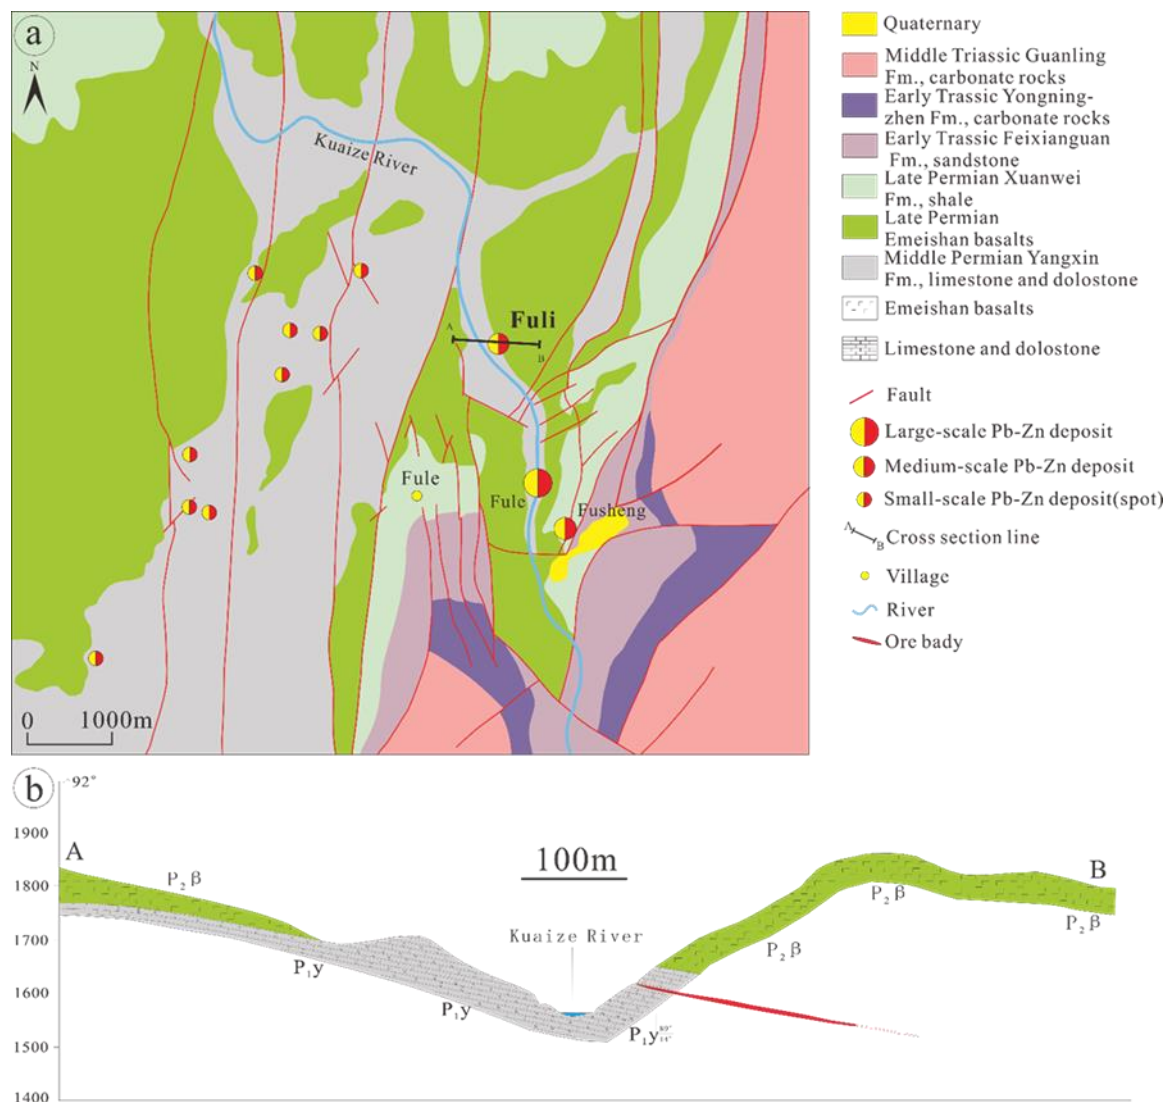 a
N
Kuaize River
A
Fuli
B
Fule
Fule
Fusheng
0 1000m
Quaternary
Middle Triassic Guanling
Fm., carbonate rocks
Early Trassic Yongning-
zhen Fm., carbonate rocks
Early Trassic Feixianguan
Fm., sandstone
Late Permian Xuanwei
Fm., shale
Late Permian
Emeishan basalts
Middle Permian Yangxin
Fm., limestone and dolostone
Emeishan basalts
Limestone and dolostone
Fault
Large-scale Pb-Zn deposit
Medium-scale Pb-Zn deposit
Small-scale Pb-Zn deposit(spot)
A B Cross section line
Village
River
Ore bady
b
92°
1900
1800
1700
1600
1500
1400
A
P₂β
100m
Kuaize River
B
P₂β
P₂β
P₂β
P₁y
P₁y
P₁y